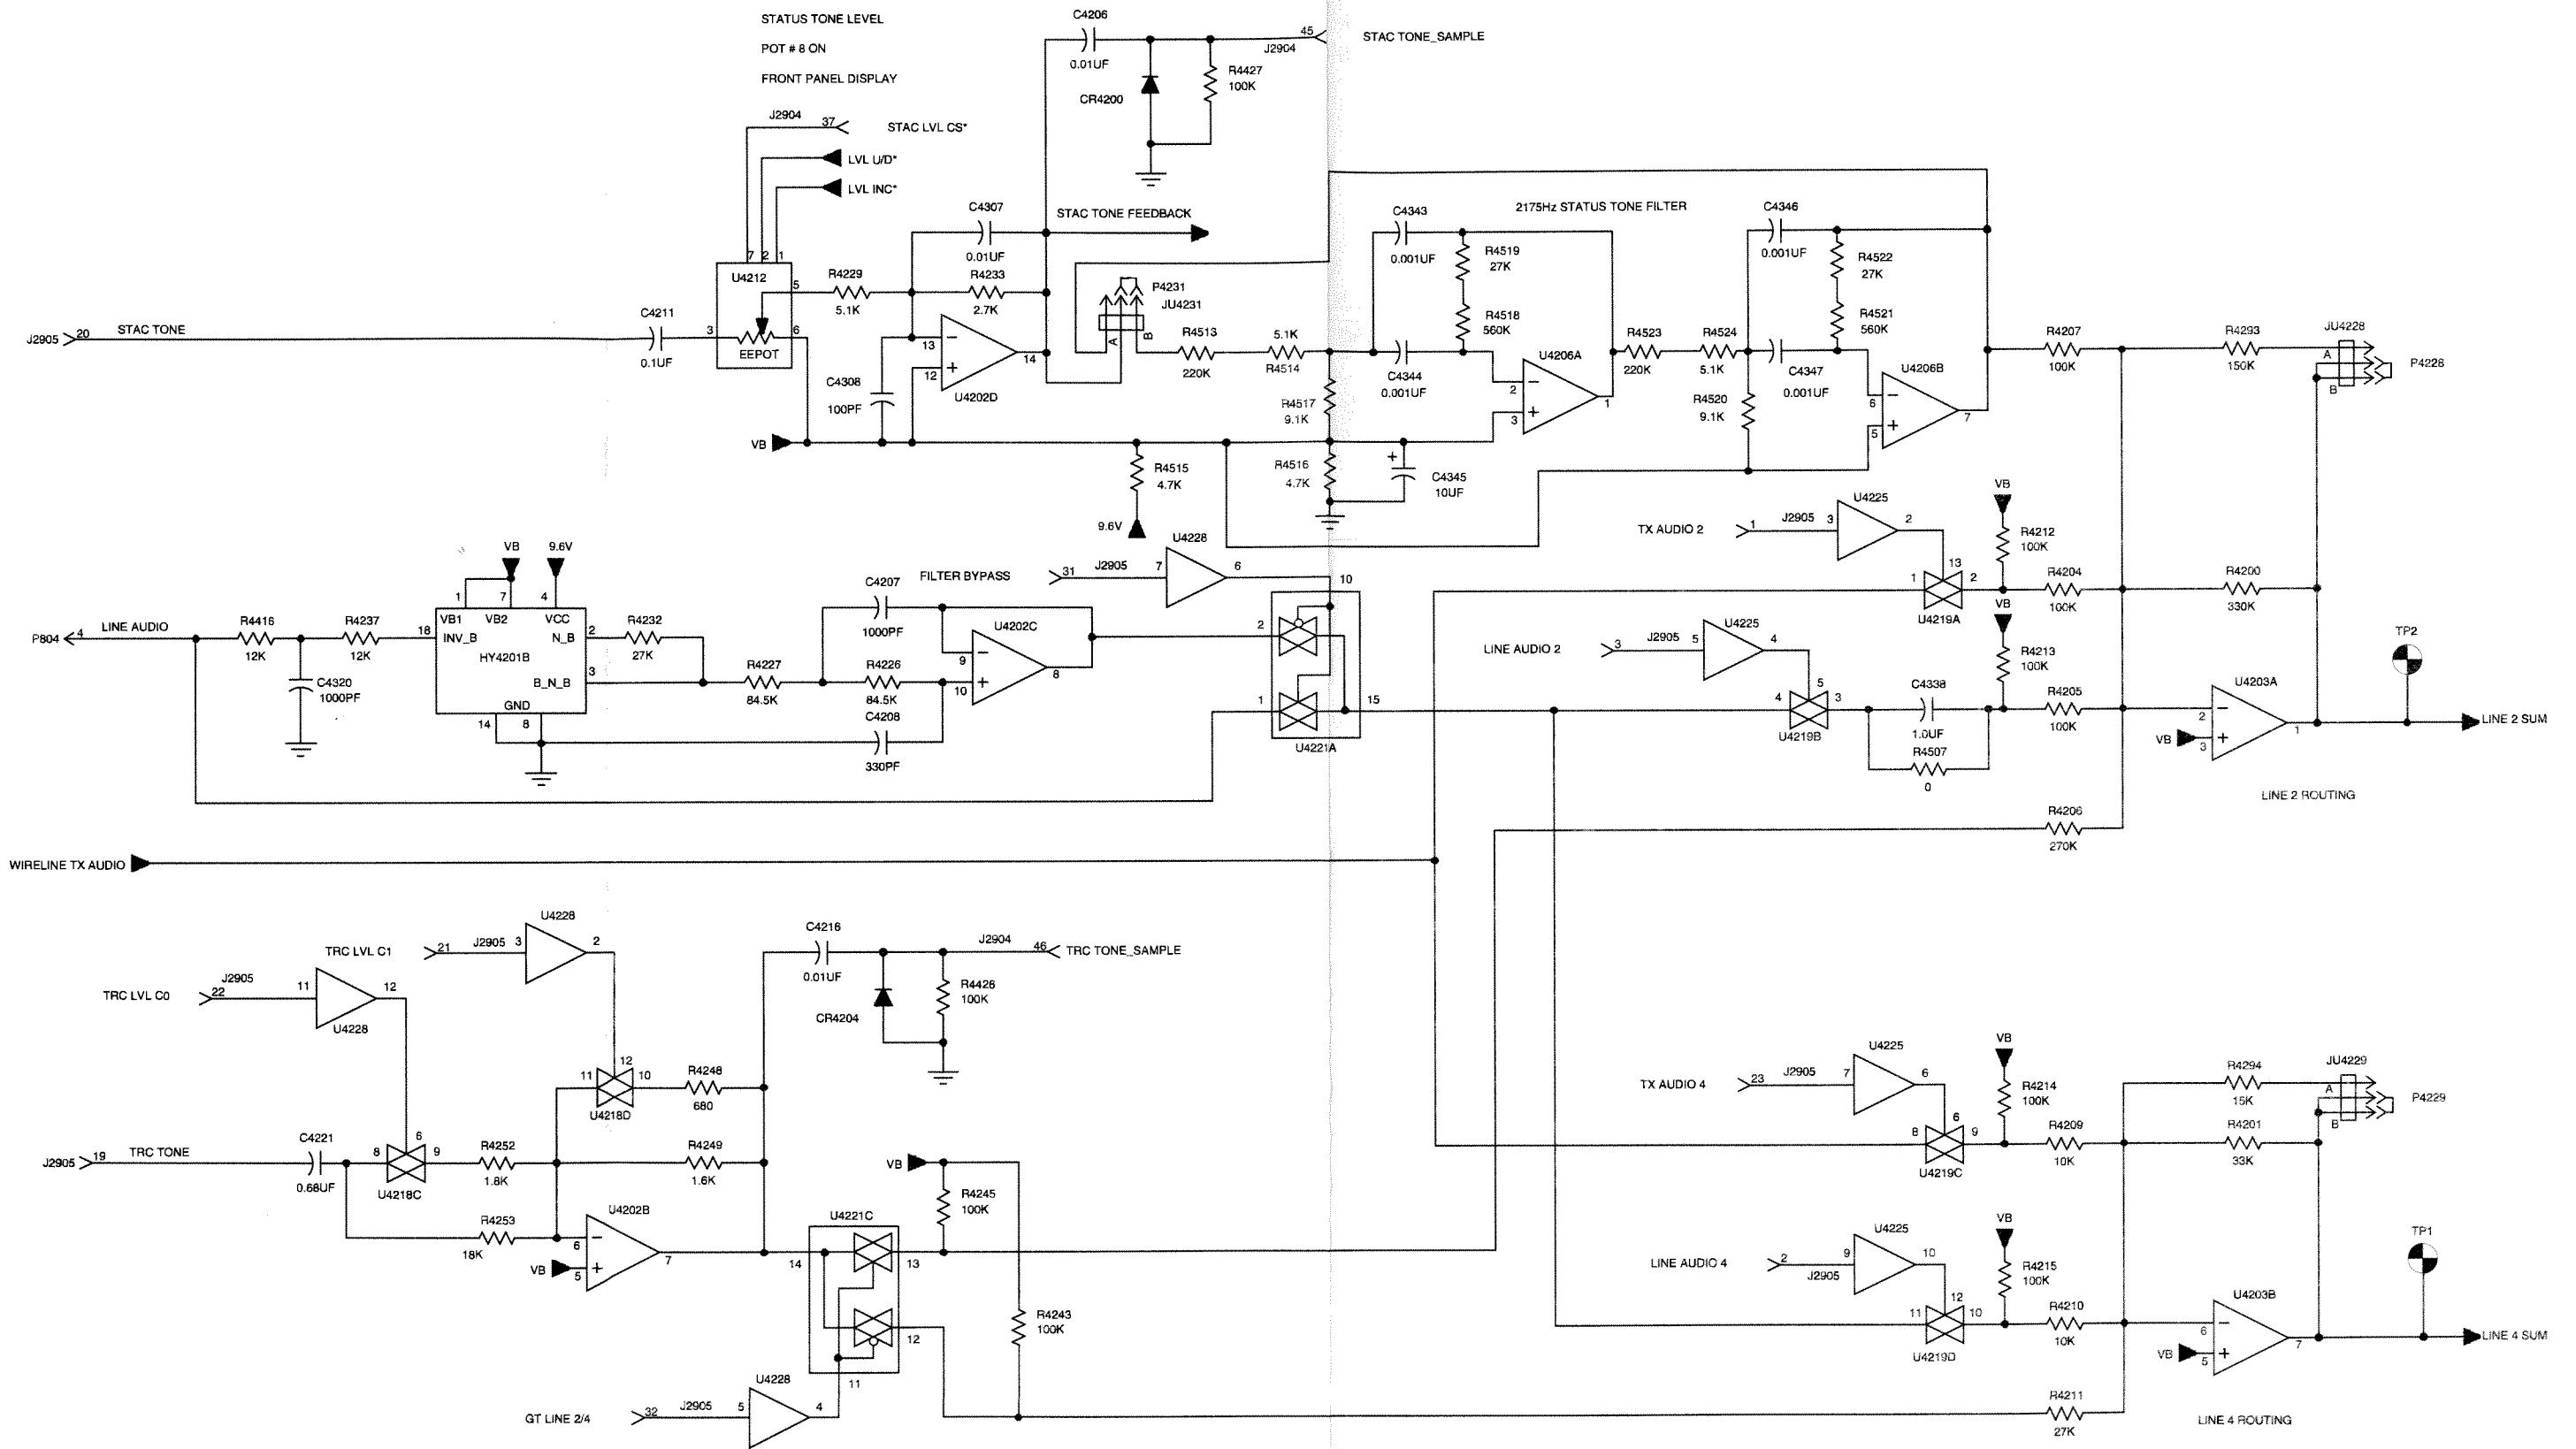 STATUS TONE LEVEL
POT # 8 ON
FRONT PANEL DISPLAY
C4206
0.01UF
CR4200
R4427
100K
45
J2904
STAC TONE_SAMPLE
J2904
37
STAC LVL CS*
LVL U/D*
LVL INC*
7 2 1
U4212
5
3
6
EEPOT
J2905
20
STAC TONE
C4211
0.1UF
R4229
5.1K
C4307
0.01UF
R4233
2.7K
STAC TONE FEEDBACK
C4308
100PF
13
12
14
U4202D
VB
P4231
JU4231
A
B
R4513
220K
5.1K
R4514
R4517
9.1K
R4516
4.7K
R4515
4.7K
9.6V
C4345
10UF
2175Hz STATUS TONE FILTER
C4343
0.001UF
R4519
27K
R4518
560K
C4344
0.001UF
U4206A
2
3
1
R4523
220K
R4524
5.1K
R4520
9.1K
C4346
0.001UF
R4522
27K
R4521
560K
C4347
0.001UF
U4206B
6
5
7
R4207
100K
R4293
150K
JU4228
A
B
P4228
TX AUDIO 2
1
J2905
3
U4225
2
VB
R4212
100K
13
1
2
U4219A
R4204
100K
R4200
330K
VB
R4213
100K
LINE AUDIO 2
3
J2905
5
U4225
4
5
4
3
U4219B
C4338
1.0UF
R4507
0
R4205
100K
U4203A
2
3
1
VB
TP2
LINE 2 SUM
LINE 2 ROUTING
R4206
270K
P804
4
LINE AUDIO
R4416
12K
R4237
12K
C4320
1000PF
VB
9.6V
1
7
4
VB1
VB2
VCC
18
INV_B
N_B
2
HY4201B
B_N_B
3
GND
14
8
R4232
27K
R4227
84.5K
C4207
1000PF
R4226
84.5K
C4208
330PF
U4202C
9
10
8
FILTER BYPASS
31
J2905
7
U4228
6
10
2
1
15
U4221A
WIRELINE TX AUDIO
TRC LVL C1
21
J2905
3
U4228
2
TRC LVL C0
22
J2905
11
12
U4228
12
11
10
U4218D
R4248
680
J2905
19
TRC TONE
C4221
0.68UF
6
8
9
U4218C
R4252
1.8K
R4249
1.6K
R4253
18K
U4202B
6
5
7
VB
C4216
0.01UF
CR4204
R4426
100K
J2904
46
TRC TONE_SAMPLE
VB
R4245
100K
R4243
100K
U4221C
14
13
12
11
GT LINE 2/4
32
J2905
5
U4228
4
TX AUDIO 4
23
J2905
7
U4225
6
VB
R4214
100K
6
8
9
U4219C
R4209
10K
R4294
15K
R4201
33K
JU4229
A
B
P4229
LINE AUDIO 4
2
J2905
9
U4225
10
VB
R4215
100K
12
11
10
U4219D
R4210
10K
U4203B
6
5
7
VB
TP1
LINE 4 SUM
R4211
27K
LINE 4 ROUTING